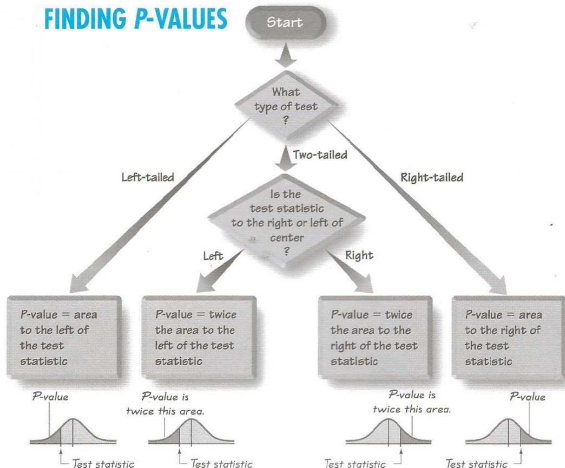 FINDING P-VALUES
Start
What
type of test
?
Left-tailed
Two-tailed
Right-tailed
Is the
test statistic
to the right or left of
center
?
Left
Right
P-value = area
to the left of
the test
statistic
P-value = twice
the area to the
left of the test
statistic
P-value = twice
the area to the
right of the test
statistic
P-value = area
to the right of
the test
statistic
P-value
P-value is
twice this area.
P-value is
twice this area.
P-value
Test statistic
Test statistic
Test statistic
Test statistic